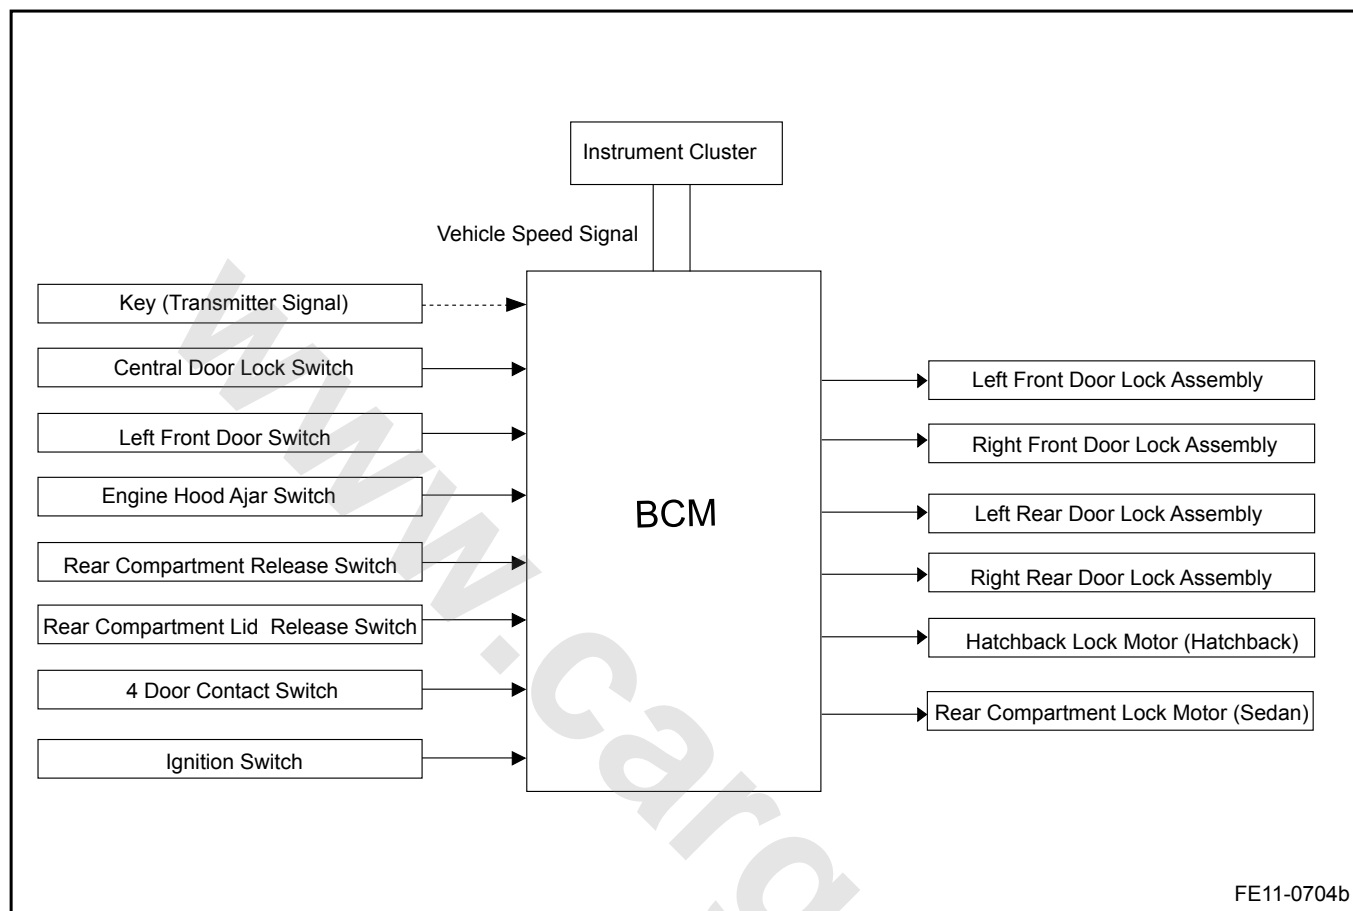 Instrument Cluster
Vehicle Speed Signal
Key (Transmitter Signal)
Central Door Lock Switch
Left Front Door Switch
Engine Hood Ajar Switch
Rear Compartment Release Switch
Rear Compartment Lid Release Switch
4 Door Contact Switch
Ignition Switch
BCM
Left Front Door Lock Assembly
Right Front Door Lock Assembly
Left Rear Door Lock Assembly
Right Rear Door Lock Assembly
Hatchback Lock Motor (Hatchback)
Rear Compartment Lock Motor (Sedan)
www.carg
FE11-0704b